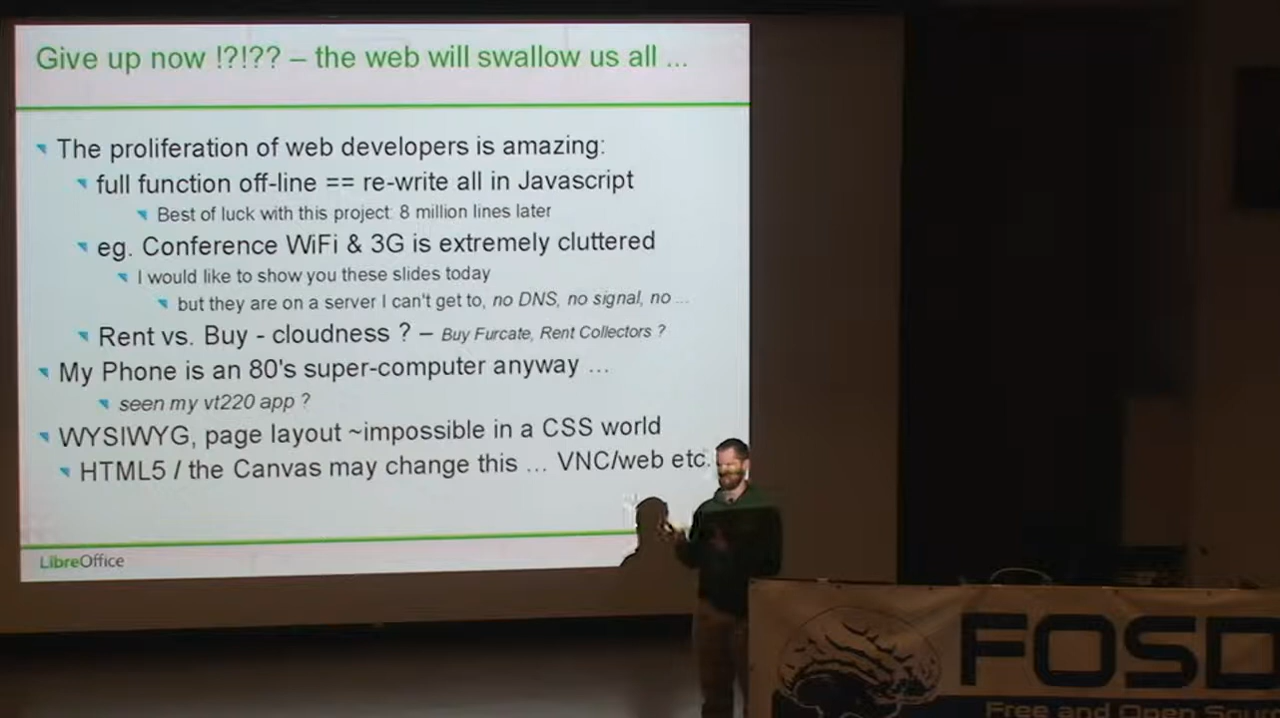 Give up now !?!?? – the web will swallow us all ...
The proliferation of web developers is amazing:
full function off-line == re-write all in Javascript
Best of luck with this project: 8 million lines later
eg. Conference WiFi & 3G is extremely cluttered
I would like to show you these slides today
but they are on a server I can't get to, no DNS, no signal, no ...
Rent vs. Buy - cloudness ? – Buy Furcate, Rent Collectors ?
My Phone is an 80's super-computer anyway ...
seen my vt220 app ?
WYSIWYG, page layout ~impossible in a CSS world
HTML5 / the Canvas may change this ... VNC/web etc.
LibreOffice
FOSD
Free and Open Sourc